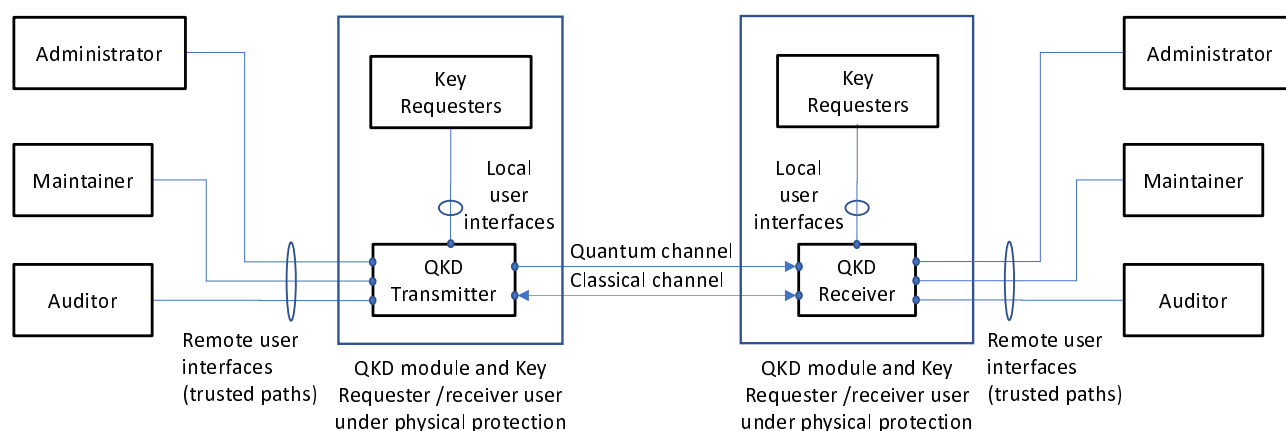 Administrator
Maintainer
Auditor
Remote user
interfaces
(trusted paths)
Key
Requesters
Local
user
interfaces
QKD
Transmitter
QKD module and Key
Requester /receiver user
under physical protection
Quantum channel
Classical channel
Key
Requesters
Local
user
interfaces
QKD
Receiver
QKD module and Key
Requester /receiver user
under physical protection
Administrator
Maintainer
Auditor
Remote user
interfaces
(trusted paths)